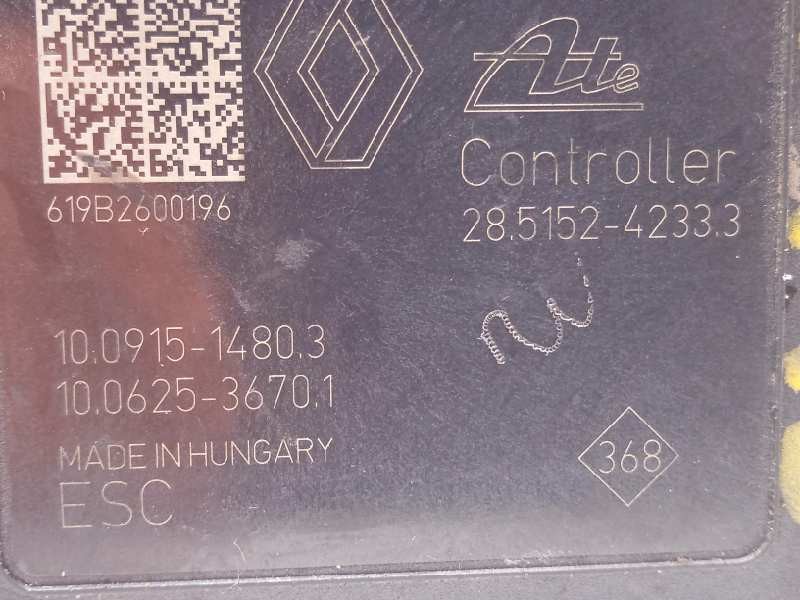 Ate
Controller
28.5152-4233.3
619B2600196
10.0915-1480.3
10.0625-3670.1
MADE IN HUNGARY
ESC
368